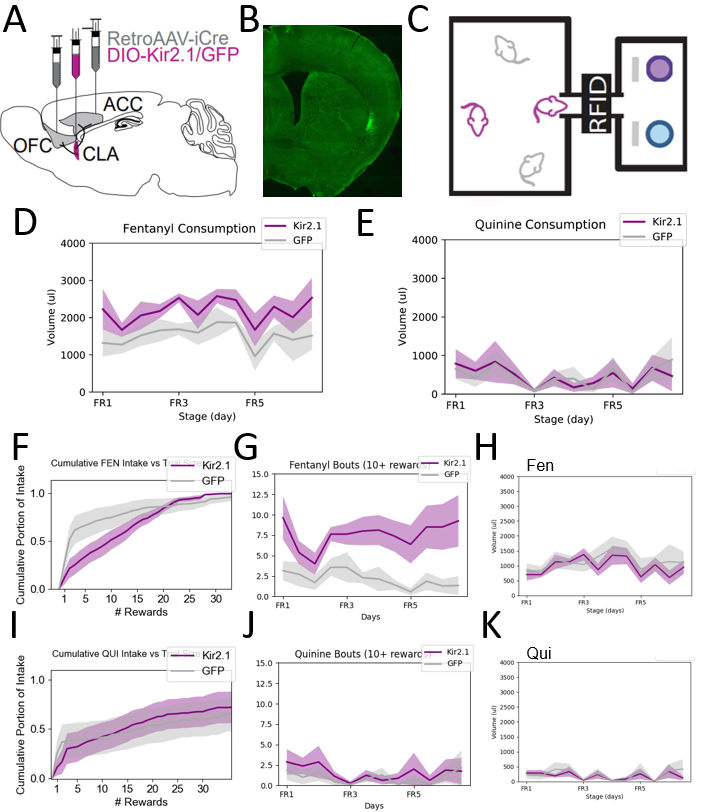 A
RetroAAV-iCre
DIO-Kir2.1/GFP
ACC
OFC
CLA
B
C
RFID
D
Fentanyl Consumption
Kir2.1
GFP
4000
3000
2000
1000
0
Volume (ul)
FR1 FR3 FR5
Stage (day)
E
Quinine Consumption
Kir2.1
GFP
4000
3000
2000
1000
0
Volume (ul)
FR1 FR3 FR5
Stage (day)
F
Cumulative FEN Intake vs Trial Size
Kir2.1
GFP
1.0
0.5
0.0
Cumulative Portion of Intake
1 5 10 15 20 25 30
# Rewards
G
Fentanyl Bouts (10+ rewards)
Kir2.1
GFP
15.0
12.5
10.0
7.5
5.0
2.5
0.0
FR1 FR3 FR5
Days
H
Fen
4000
3500
3000
2500
2000
1500
1000
500
0
Volume (ul)
FR1 FR3 FR5
Stage (days)
I
Cumulative QUI Intake vs Trial Size
Kir2.1
GFP
1.0
0.5
0.0
Cumulative Portion of Intake
1 5 10 15 20 25 30
# Rewards
J
Quinine Bouts (10+ rewards)
Kir2.1
GFP
15.0
12.5
10.0
7.5
5.0
2.5
0.0
FR1 FR3 FR5
Days
K
Qui
4000
3500
3000
2500
2000
1500
1000
500
0
Volume (ul)
FR1 FR3 FR5
Stage (days)